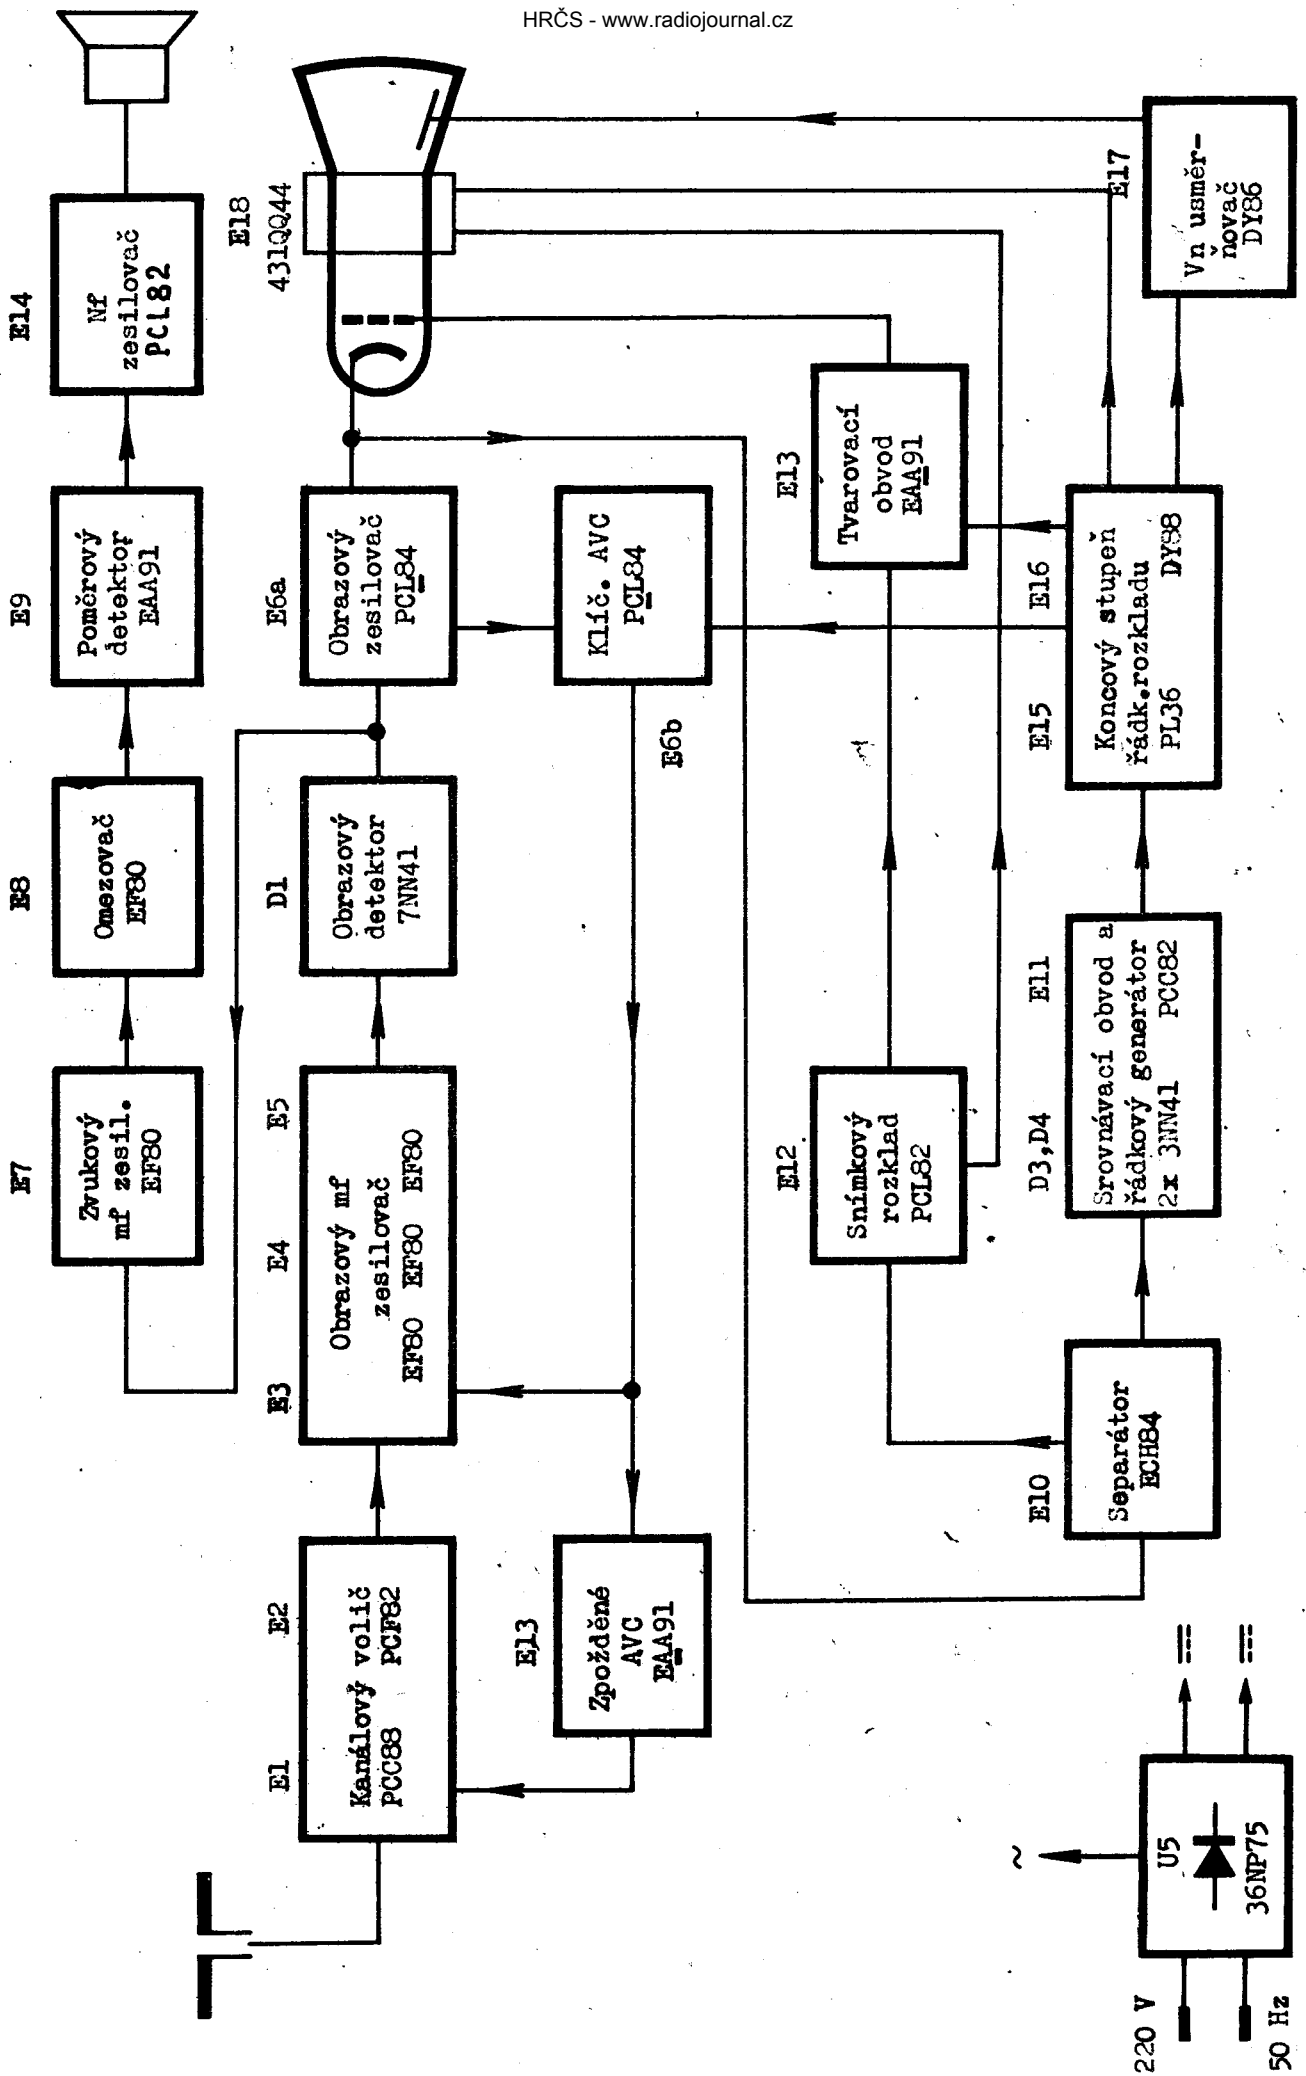 HRČS - www.radiojournal.cz
E7
Zvukový
mf zesil.
EF80
E8
Omezovač
EF80
E9
Poměrový
detektor
EAA91
E14
Nf
zesilovač
PCL82
E1 E2
Kanálový volič
PCC88 PCF82
E3 E4 E5
Obrazový mf
zesilovač
EF80 EF80 EF80
D1
Obrazový
detektor
7NN41
E6a
Obrazový
zesilovač
PCL84
E18
431QQ44
E13
Zpožděné
AVC
EAA91
E6b
Klíč. AVC
PCL84
E12
Snímkový
rozklad
PCL82
E13
Tvarovací
obvod
EAA91
E10
Separátor
ECH84
D3,D4 E11
Srovnávací obvod a
řádkový generátor
2x 3NN41 PCC82
E15 E16
Koncový stupeň
řádk.rozkladu
PL36 DY88
E17
Vn usměr-
ňovač
DY86
220 V
50 Hz
~
U5
36NP75